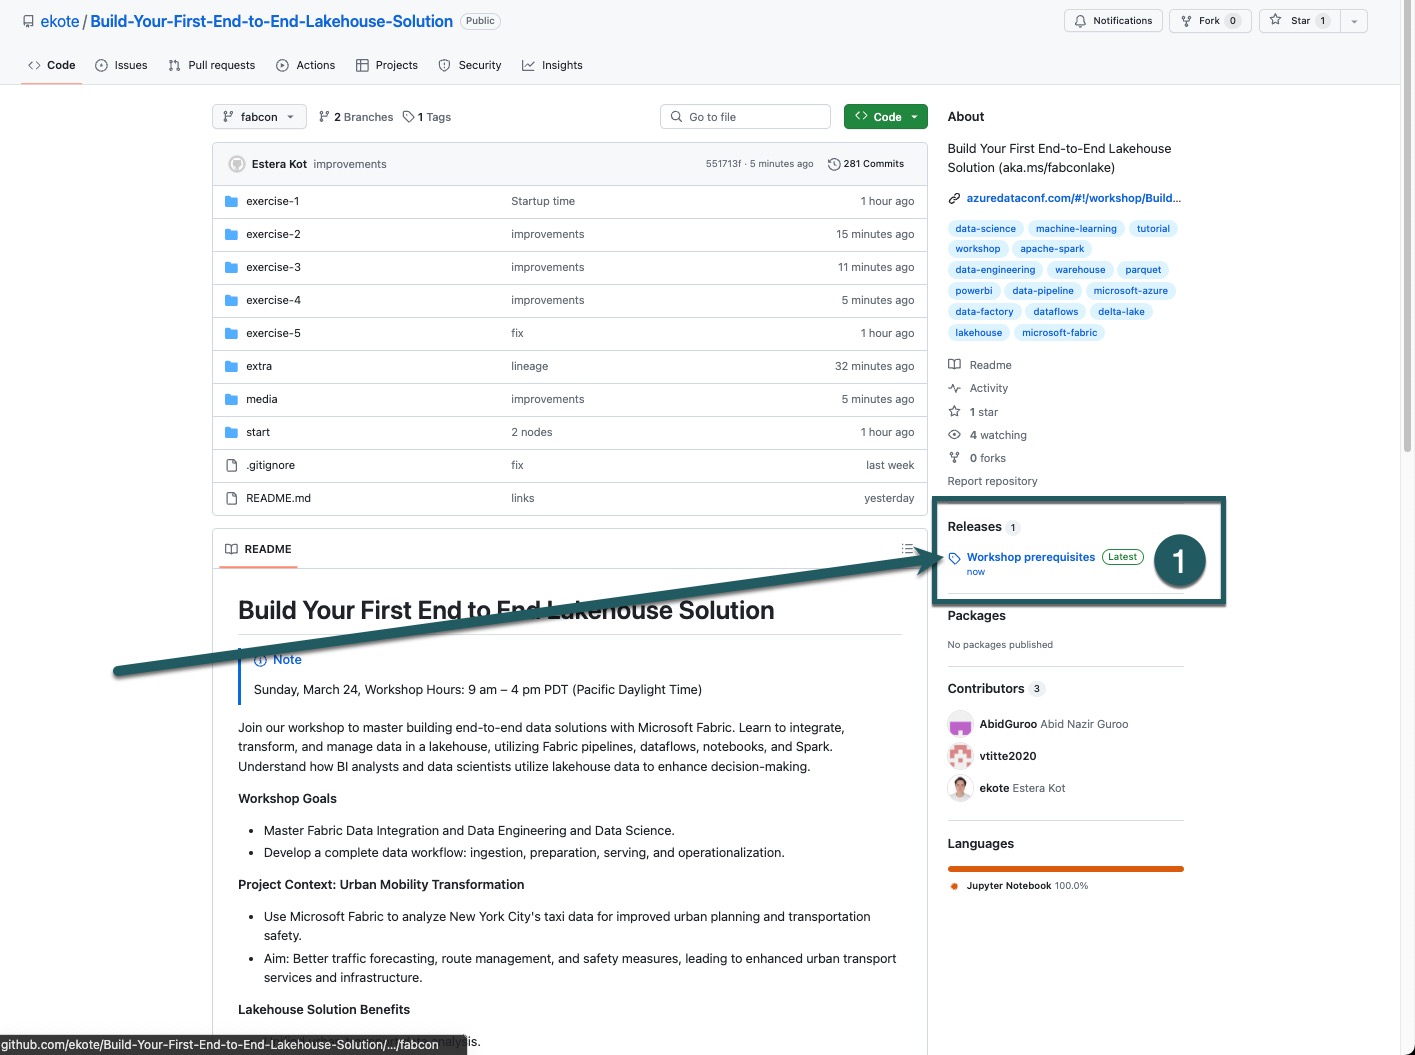 ekote / Build-Your-First-End-to-End-Lakehouse-Solution Public
Notifications Fork 0 Star 1
Code Issues Pull requests Actions Projects Security Insights
fabcon 2 Branches 1 Tags Go to file Code
Estera Kot improvements 551713f · 5 minutes ago 281 Commits
exercise-1 Startup time 1 hour ago
exercise-2 improvements 15 minutes ago
exercise-3 improvements 11 minutes ago
exercise-4 improvements 5 minutes ago
exercise-5 fix 1 hour ago
extra lineage 32 minutes ago
media improvements 5 minutes ago
start 2 nodes 1 hour ago
.gitignore fix last week
README.md links yesterday
README
Build Your First End to End Lakehouse Solution
Note
Sunday, March 24, Workshop Hours: 9 am – 4 pm PDT (Pacific Daylight Time)
Join our workshop to master building end-to-end data solutions with Microsoft Fabric. Learn to integrate,
transform, and manage data in a lakehouse, utilizing Fabric pipelines, dataflows, notebooks, and Spark.
Understand how BI analysts and data scientists utilize lakehouse data to enhance decision-making.
Workshop Goals
• Master Fabric Data Integration and Data Engineering and Data Science.
• Develop a complete data workflow: ingestion, preparation, serving, and operationalization.
Project Context: Urban Mobility Transformation
• Use Microsoft Fabric to analyze New York City's taxi data for improved urban planning and transportation
safety.
• Aim: Better traffic forecasting, route management, and safety measures, leading to enhanced urban transport
services and infrastructure.
Lakehouse Solution Benefits
github.com/ekote/Build-Your-First-End-to-End-Lakehouse-Solution/.../fabcon
About
Build Your First End-to-End Lakehouse
Solution (aka.ms/fabconlake)
azuredataconf.com/#!/workshop/Build...
data-science machine-learning tutorial
workshop apache-spark
data-engineering warehouse parquet
powerbi data-pipeline microsoft-azure
data-factory dataflows delta-lake
lakehouse microsoft-fabric
Readme
Activity
1 star
4 watching
0 forks
Report repository
Releases 1
Workshop prerequisites Latest
now
1
Packages
No packages published
Contributors 3
AbidGuroo Abid Nazir Guroo
vtitte2020
ekote Estera Kot
Languages
Jupyter Notebook 100.0%